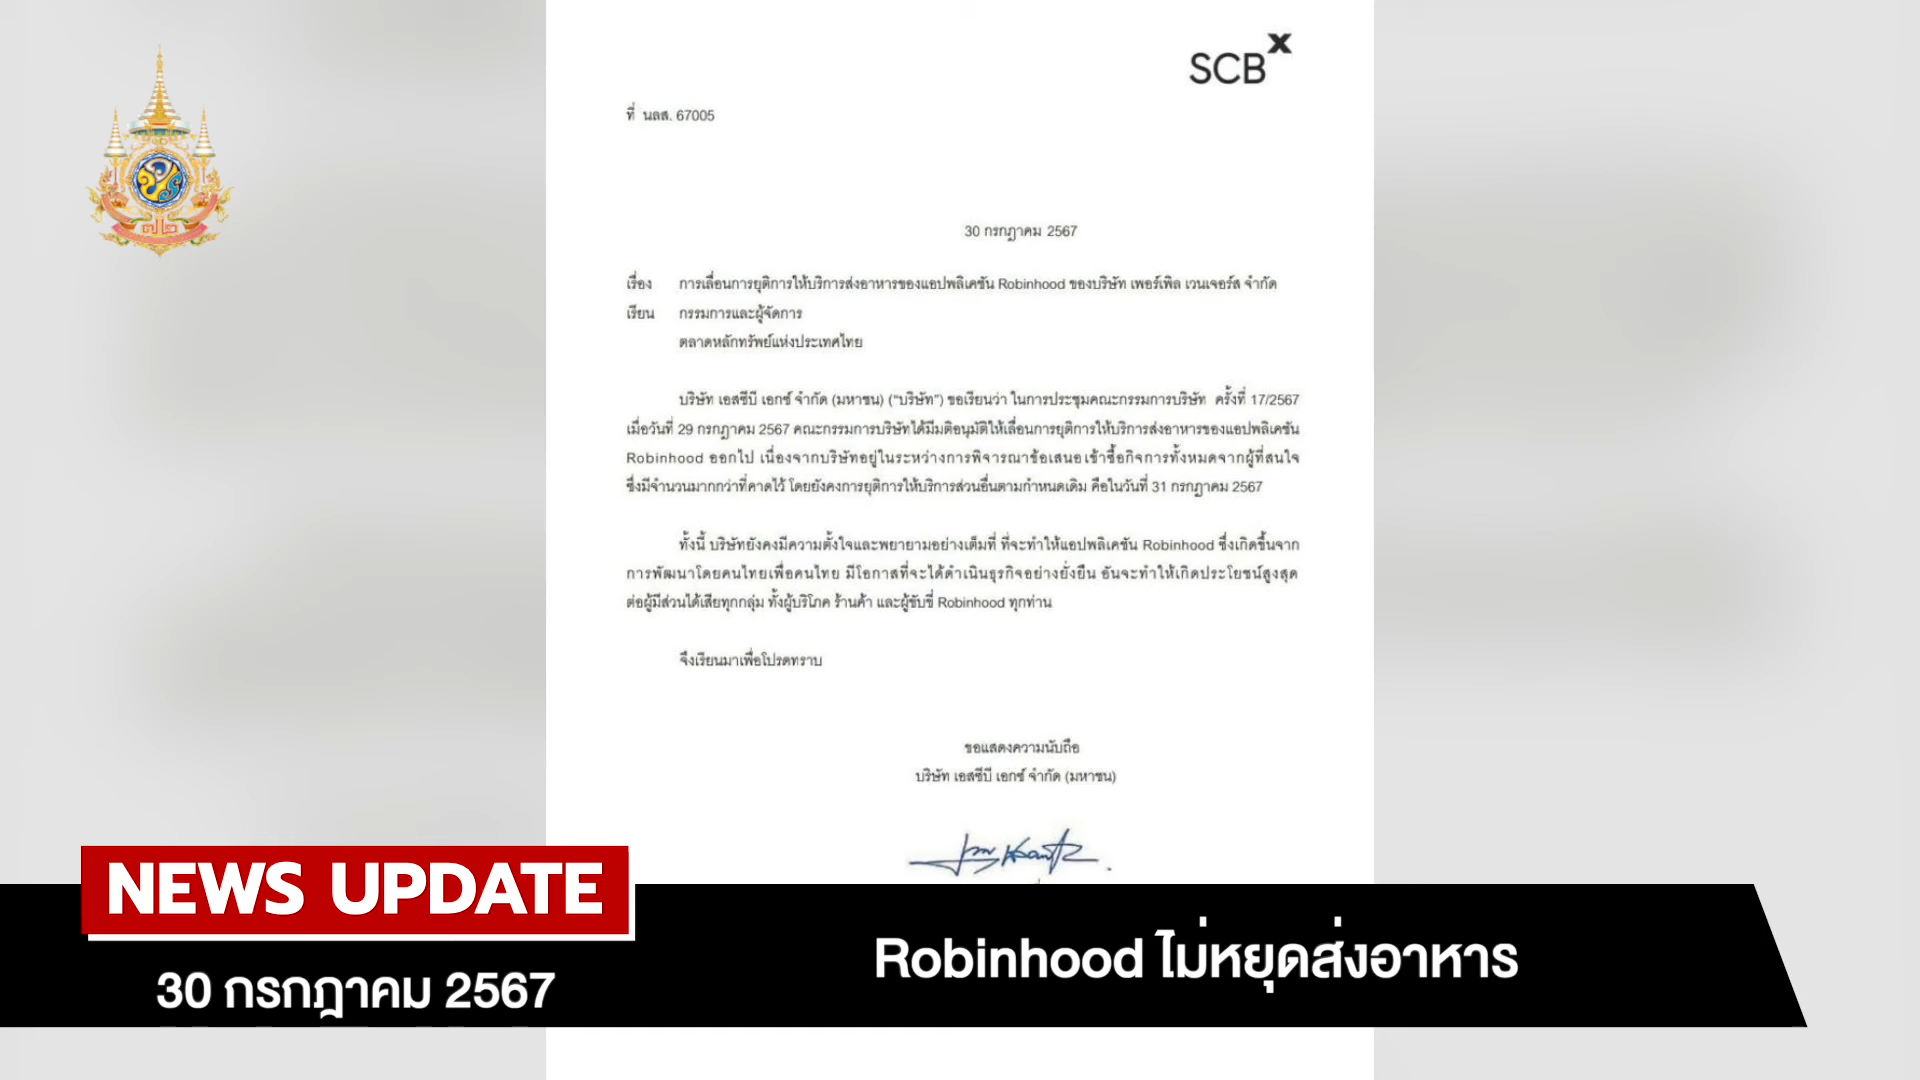 SCBX
ที่ นลส. 67005
30 กรกฎาคม 2567
เรื่อง การเลื่อนการยุติการให้บริการส่งอาหารของแอปพลิเคชัน Robinhood ของบริษัท เพอร์เพิล เวนเจอร์ส จำกัด
เรียน กรรมการและผู้จัดการ
ตลาดหลักทรัพย์แห่งประเทศไทย
บริษัท เอสซีบี เอกซ์ จำกัด (มหาชน) ("บริษัท") ขอเรียนว่า ในการประชุมคณะกรรมการบริษัท ครั้งที่ 17/2567
เมื่อวันที่ 29 กรกฎาคม 2567 คณะกรรมการบริษัทได้มีมติอนุมัติให้เลื่อนการยุติการให้บริการส่งอาหารของแอปพลิเคชัน
Robinhood ออกไป เนื่องจากบริษัทอยู่ในระหว่างการพิจารณาข้อเสนอเข้าซื้อกิจการทั้งหมดจากผู้ที่สนใจ
ซึ่งมีจำนวนมากกว่าที่คาดไว้ โดยยังคงการยุติการให้บริการส่วนอื่นตามกำหนดเดิม คือในวันที่ 31 กรกฎาคม 2567
ทั้งนี้ บริษัทยังคงมีความตั้งใจและพยายามอย่างเต็มที่ ที่จะทำให้แอปพลิเคชัน Robinhood ซึ่งเกิดขึ้นจาก
การพัฒนาโดยคนไทยเพื่อคนไทย มีโอกาสที่จะได้ดำเนินธุรกิจอย่างยั่งยืน อันจะทำให้เกิดประโยชน์สูงสุด
ต่อผู้มีส่วนได้เสียทุกกลุ่ม ทั้งผู้บริโภค ร้านค้า และผู้ขับขี่ Robinhood ทุกท่าน
จึงเรียนมาเพื่อโปรดทราบ
ขอแสดงความนับถือ
บริษัท เอสซีบี เอกซ์ จำกัด (มหาชน)
NEWS UPDATE
30 กรกฎาคม 2567
Robinhood ไม่หยุดส่งอาหาร